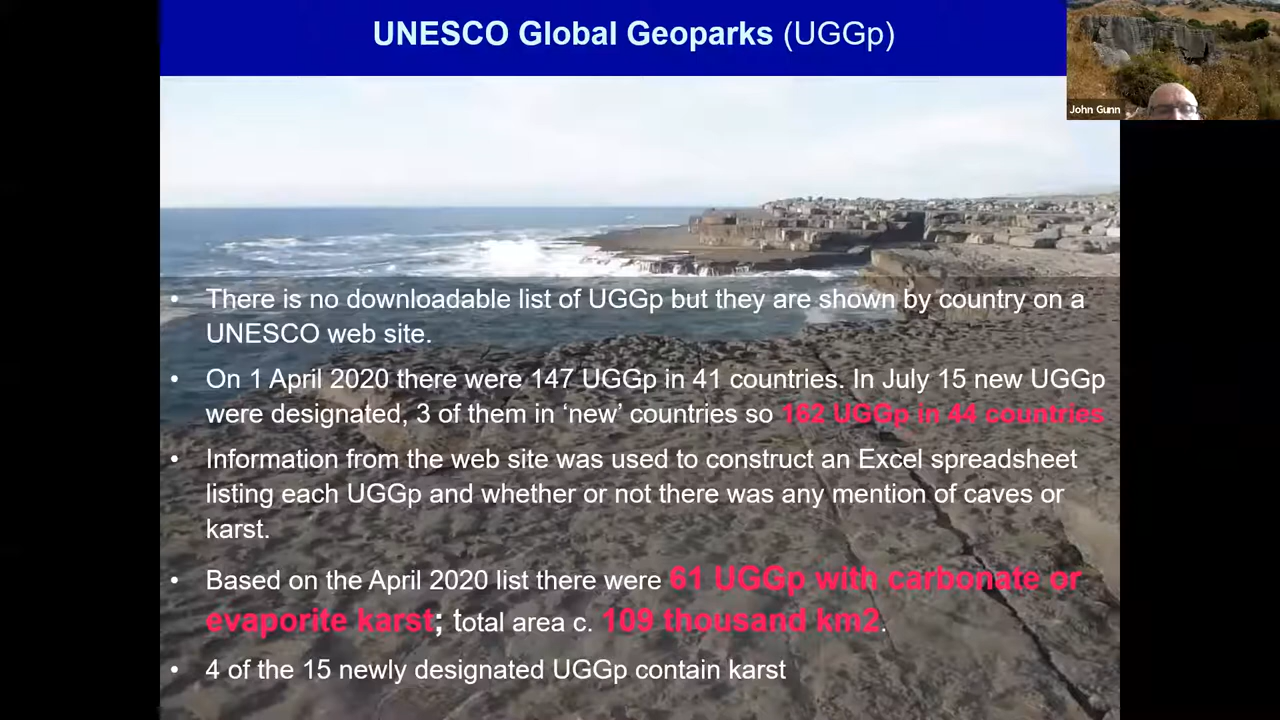 UNESCO Global Geoparks (UGGp)
John Gunn
• There is no downloadable list of UGGp but they are shown by country on a
UNESCO web site.
• On 1 April 2020 there were 147 UGGp in 41 countries. In July 15 new UGGp
were designated, 3 of them in ‘new’ countries so 162 UGGp in 44 countries
• Information from the web site was used to construct an Excel spreadsheet
listing each UGGp and whether or not there was any mention of caves or
karst.
• Based on the April 2020 list there were 61 UGGp with carbonate or
evaporite karst; total area c. 109 thousand km2.
• 4 of the 15 newly designated UGGp contain karst